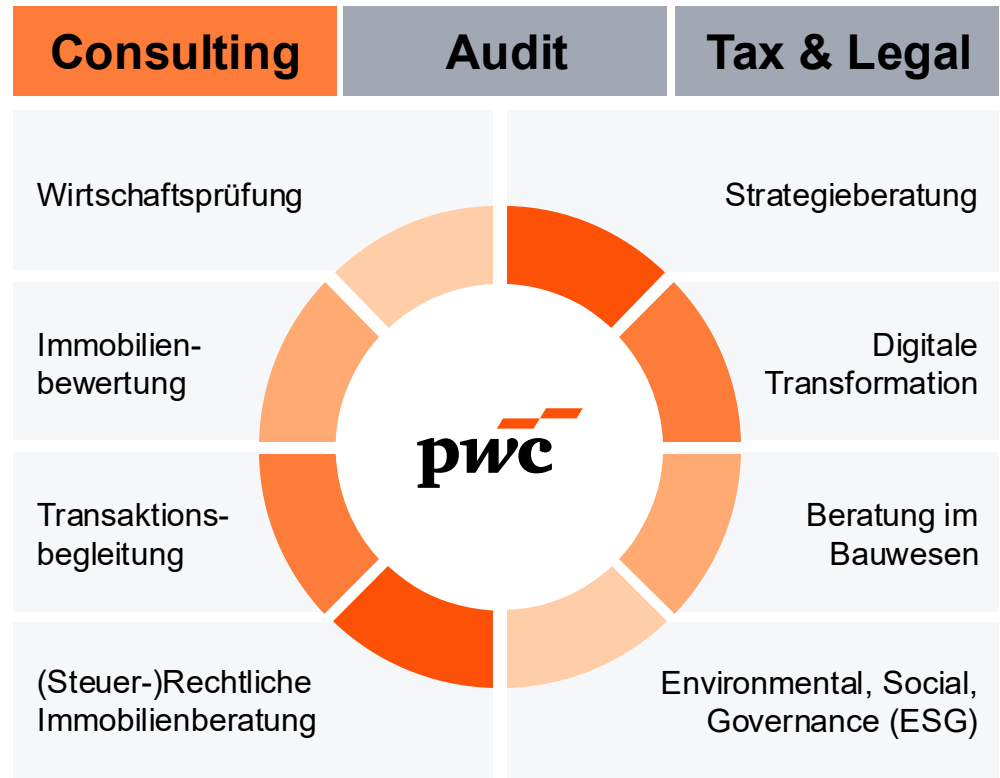 Consulting
Audit
Tax & Legal
Wirtschaftsprüfung
Strategieberatung
Immobilien-
bewertung
Digitale
Transformation
pwc
Transaktions-
begleitung
Beratung im
Bauwesen
(Steuer-)Rechtliche
Immobilienberatung
Environmental, Social,
Governance (ESG)